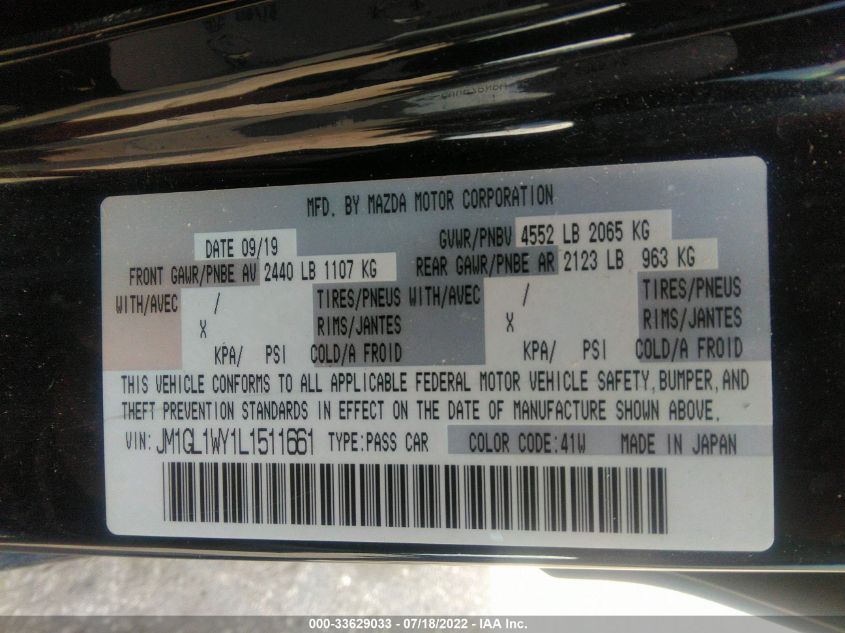 MFD. BY MAZDA MOTOR CORPORATION
DATE 09/19 GVWR/PNBV 4552 LB 2065 KG
FRONT GAWR/PNBE AV 2440 LB 1107 KG REAR GAWR/PNBE AR 2123 LB 963 KG
WITH/AVEC / TIRES/PNEUS WITH/AVEC / TIRES/PNEUS
X RIMS/JANTES X RIMS/JANTES
KPA/ PSI COLD/A FROID KPA/ PSI COLD/A FROID
THIS VEHICLE CONFORMS TO ALL APPLICABLE FEDERAL MOTOR VEHICLE SAFETY, BUMPER, AND
THEFT PREVENTION STANDARDS IN EFFECT ON THE DATE OF MANUFACTURE SHOWN ABOVE.
VIN: JM1GL1WY1L1511661 TYPE:PASS CAR COLOR CODE:41W MADE IN JAPAN
000-33629033 - 07/18/2022 - IAA Inc.